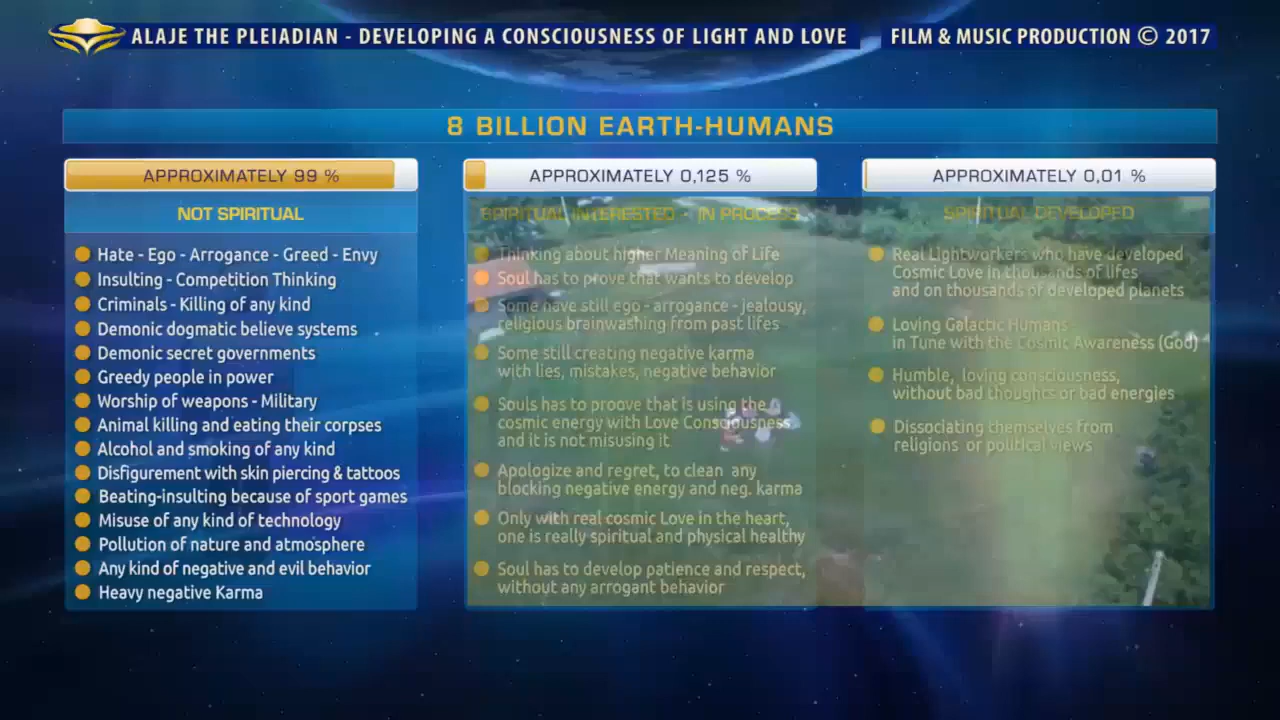 ALAJE THE PLEIADIAN - DEVELOPING A CONSCIOUSNESS OF LIGHT AND LOVE
FILM & MUSIC PRODUCTION © 2017
8 BILLION EARTH-HUMANS
APPROXIMATELY 99 %
NOT SPIRITUAL
Hate - Ego - Arrogance - Greed - Envy
Insulting - Competition Thinking
Criminals - Killing of any kind
Demonic dogmatic believe systems
Demonic secret governments
Greedy people in power
Worship of weapons - Military
Animal killing and eating their corpses
Alcohol and smoking of any kind
Disfigurement with skin piercing & tattoos
Beating-insulting because of sport games
Misuse of any kind of technology
Pollution of nature and atmosphere
Any kind of negative and evil behavior
Heavy negative Karma
APPROXIMATELY 0,125 %
SPIRITUAL INTERESTED - IN PROCESS
Thinking about higher Meaning of Life
Soul has to prove that wants to develop
Some have still ego - arrogance - jealousy,
religious brainwashing from past lifes
Some still creating negative karma
with lies, mistakes, negative behavior
Souls has to proove that is using the
cosmic energy with Love Consciousness
and it is not misusing it
Apologize and regret, to clean any
blocking negative energy and neg. karma
Only with real cosmic Love in the heart,
one is really spiritual and physical healthy
Soul has to develop patience and respect,
without any arrogant behavior
APPROXIMATELY 0,01 %
SPIRITUAL DEVELOPED
Real Lightworkers who have developed
Cosmic Love in thousands of lifes
and on thousands of developed planets
Loving Galactic Humans
in Tune with the Cosmic Awareness (God)
Humble, loving consciousness,
without bad thoughts or bad energies
Dissociating themselves from
religions or political views